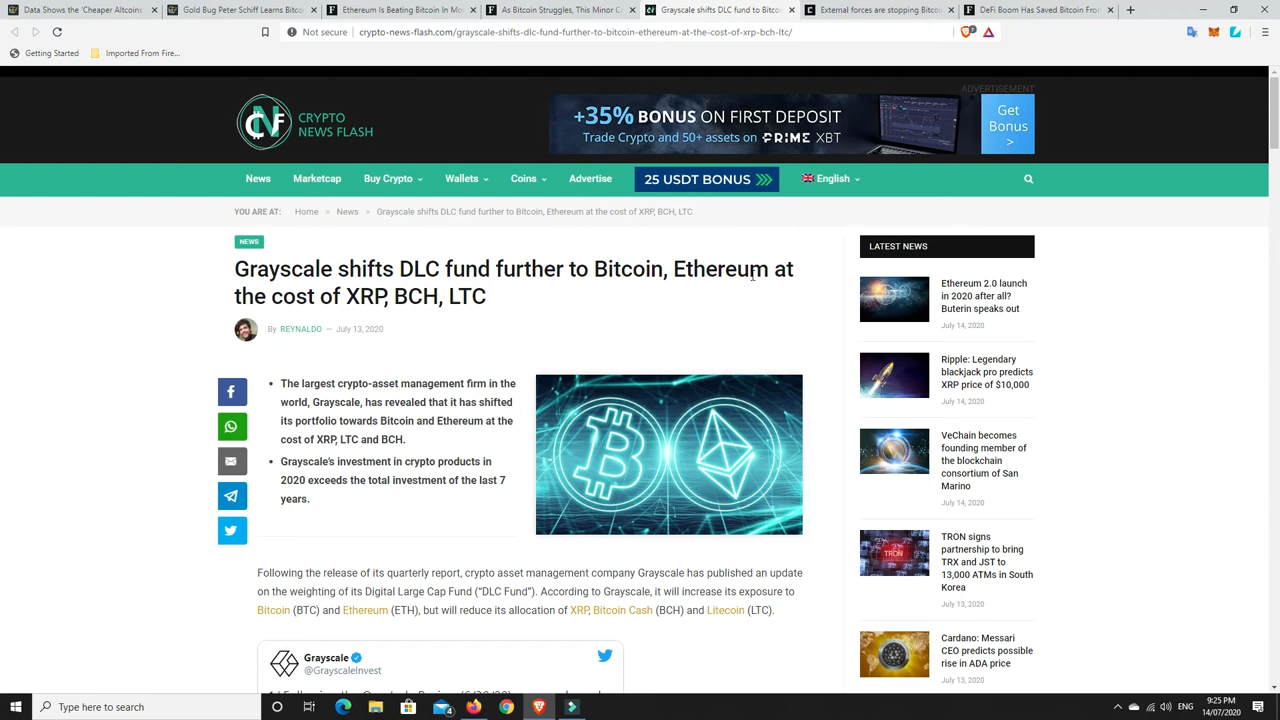 Data Shows the 'Cheaper Altcoins
Gold Bug Peter Schiff Learns Bitcoi
Ethereum Is Beating Bitcoin In Mo
As Bitcoin Struggles, This Minor C
Grayscale shifts DLC fund further to
External forces are stopping Bitcoi
DeFi Boom Has Saved Bitcoin Fron
Not secure
crypto-news-flash.com/grayscale-shifts-dlc-fund-further-to-bitcoin-ethereum-at-the-cost-of-xrp-bch-ltc/
Getting Started
Imported From Fire...
ADVERTISEMENT
CRYPTO
NEWS FLASH
+35% BONUS ON FIRST DEPOSIT
Trade Crypto and 50+ assets on PRIME XBT
Get
Bonus
>
News
Marketcap
Buy Crypto
Wallets
Coins
Advertise
25 USDT BONUS
English
YOU ARE AT: Home » News » Grayscale shifts DLC fund further to Bitcoin, Ethereum at the cost of XRP, BCH, LTC
NEWS
Grayscale shifts DLC fund further to Bitcoin, Ethereum at
the cost of XRP, BCH, LTC
By REYNALDO — July 13, 2020
• The largest crypto-asset management firm in the
world, Grayscale, has revealed that it has shifted
its portfolio towards Bitcoin and Ethereum at the
cost of XRP, LTC and BCH.
• Grayscale's investment in crypto products in
2020 exceeds the total investment of the last 7
years.
Following the release of its quarterly report, crypto asset management company Grayscale has published an update
on the weighting of its Digital Large Cap Fund ("DLC Fund"). According to Grayscale, it will increase its exposure to
Bitcoin (BTC) and Ethereum (ETH), but will reduce its allocation of XRP, Bitcoin Cash (BCH) and Litecoin (LTC).
Grayscale
@GrayscaleInvest
LATEST NEWS
Ethereum 2.0 launch
in 2020 after all?
Buterin speaks out
July 14, 2020
Ripple: Legendary
blackjack pro predicts
XRP price of $10,000
July 14, 2020
VeChain becomes
founding member of
the blockchain
consortium of San
Marino
July 14, 2020
TRON
TRON signs
partnership to bring
TRX and JST to
13,000 ATMs in South
Korea
July 13, 2020
Cardano: Messari
CEO predicts possible
rise in ADA price
July 13, 2020
Type here to search
4
ENG
9:25 PM
14/07/2020